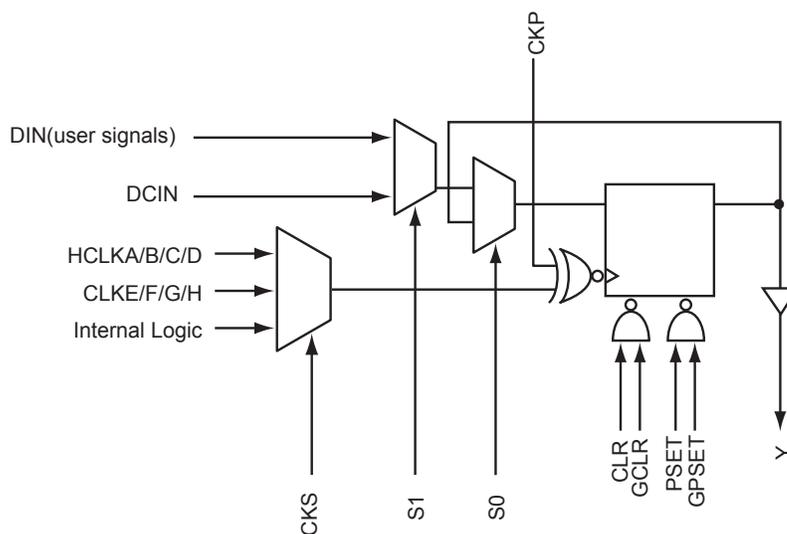 CKP
DIN(user signals)
DCIN
HCLKA/B/C/D
CLKE/F/G/H
Internal Logic
CKS
S1
S0
CLR
GCLR
PSET
GPSET
Y